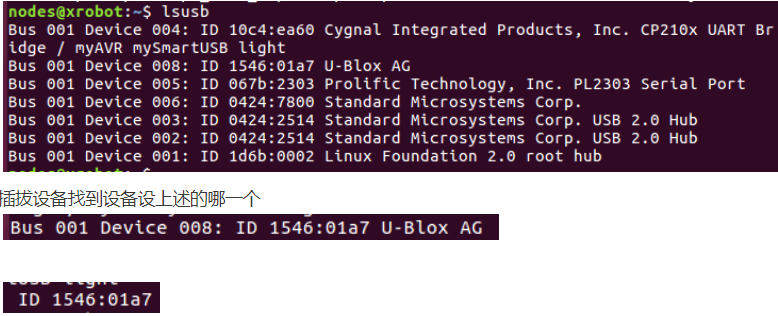 nodes@xrobot:~$ lsusb
Bus 001 Device 004: ID 10c4:ea60 Cygnal Integrated Products, Inc. CP210x UART Br
idge / myAVR mySmartUSB light
Bus 001 Device 008: ID 1546:01a7 U-Blox AG
Bus 001 Device 005: ID 067b:2303 Prolific Technology, Inc. PL2303 Serial Port
Bus 001 Device 006: ID 0424:7800 Standard Microsystems Corp.
Bus 001 Device 003: ID 0424:2514 Standard Microsystems Corp. USB 2.0 Hub
Bus 001 Device 002: ID 0424:2514 Standard Microsystems Corp. USB 2.0 Hub
Bus 001 Device 001: ID 1d6b:0002 Linux Foundation 2.0 root hub
插拔设备找到设备设上述的哪一个
Bus 001 Device 008: ID 1546:01a7 U-Blox AG
ID 1546:01a7